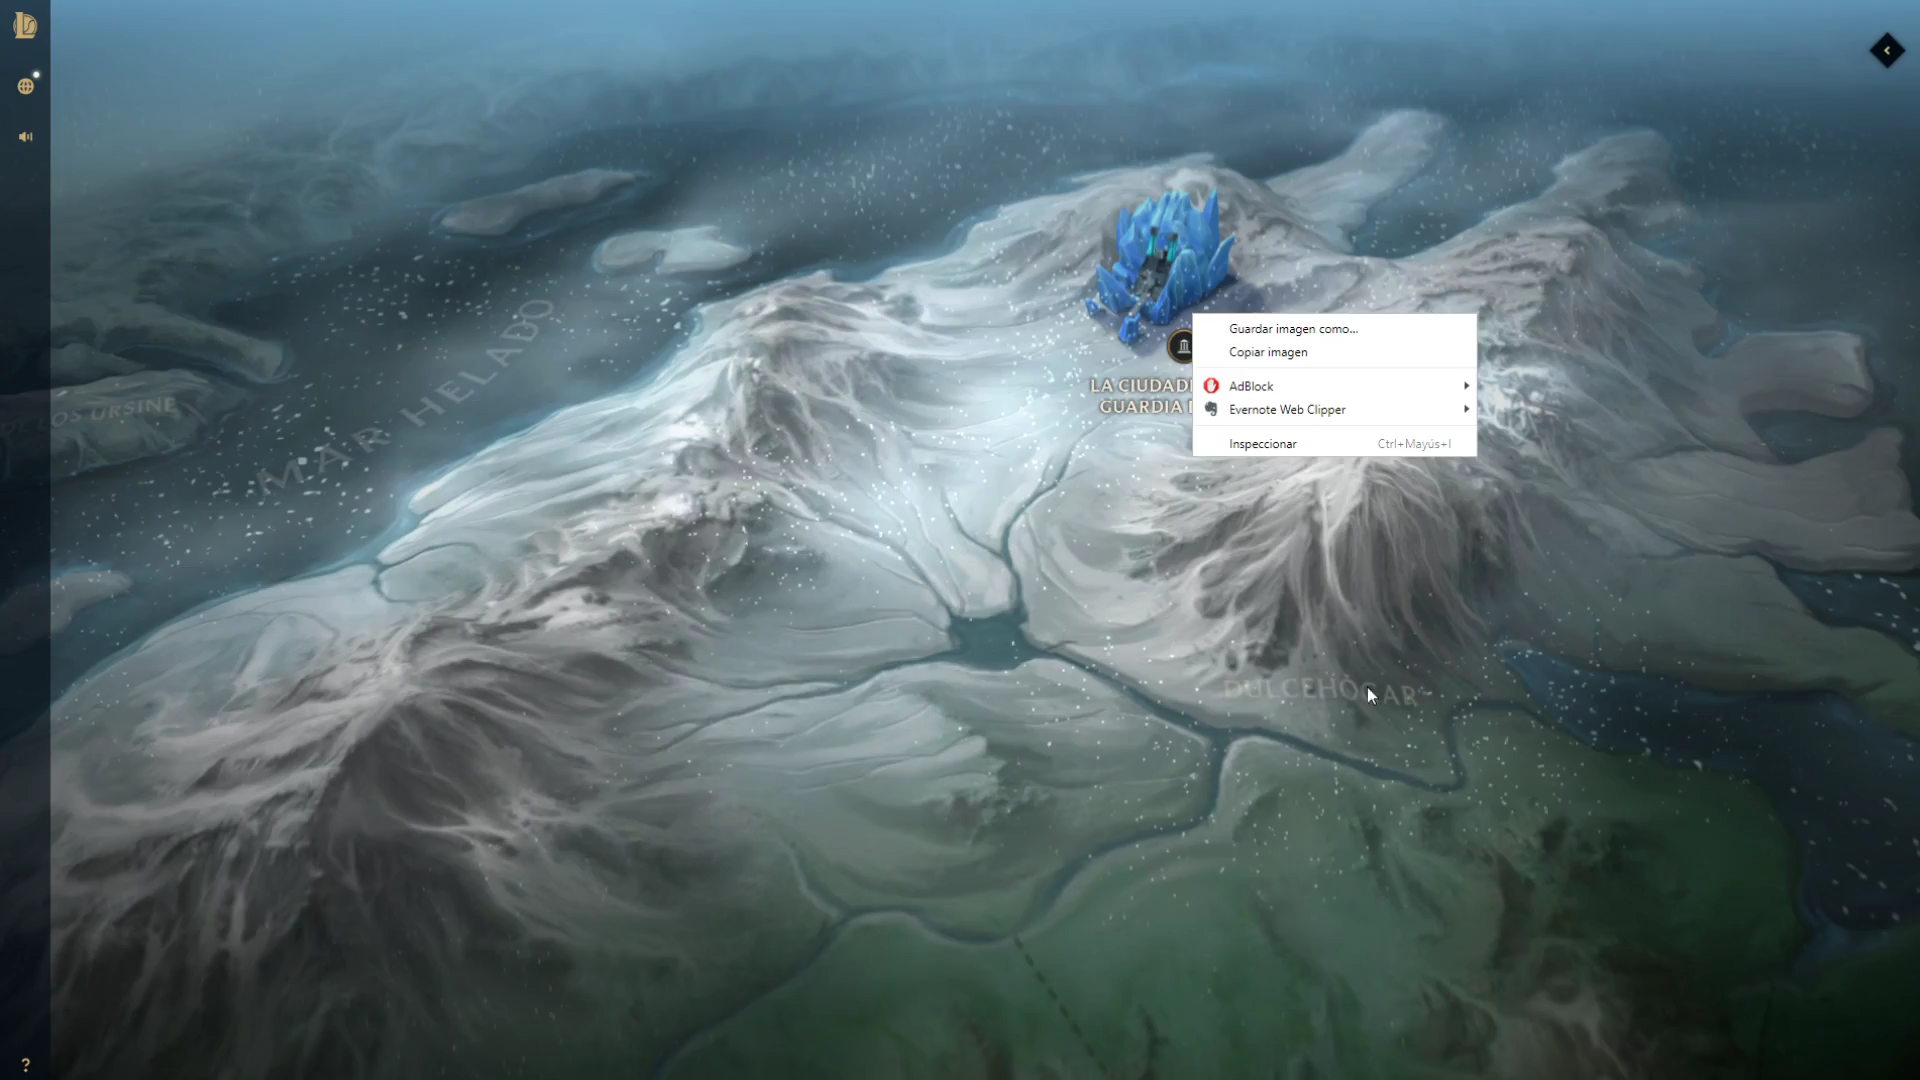 MAR HELADO
LOS URSINE
LA CIUDAD
GUARDIA
Guardar imagen como...
Copiar imagen
AdBlock
Evernote Web Clipper
Inspeccionar Ctrl+Mayús+I
DULCEHOGAR
?